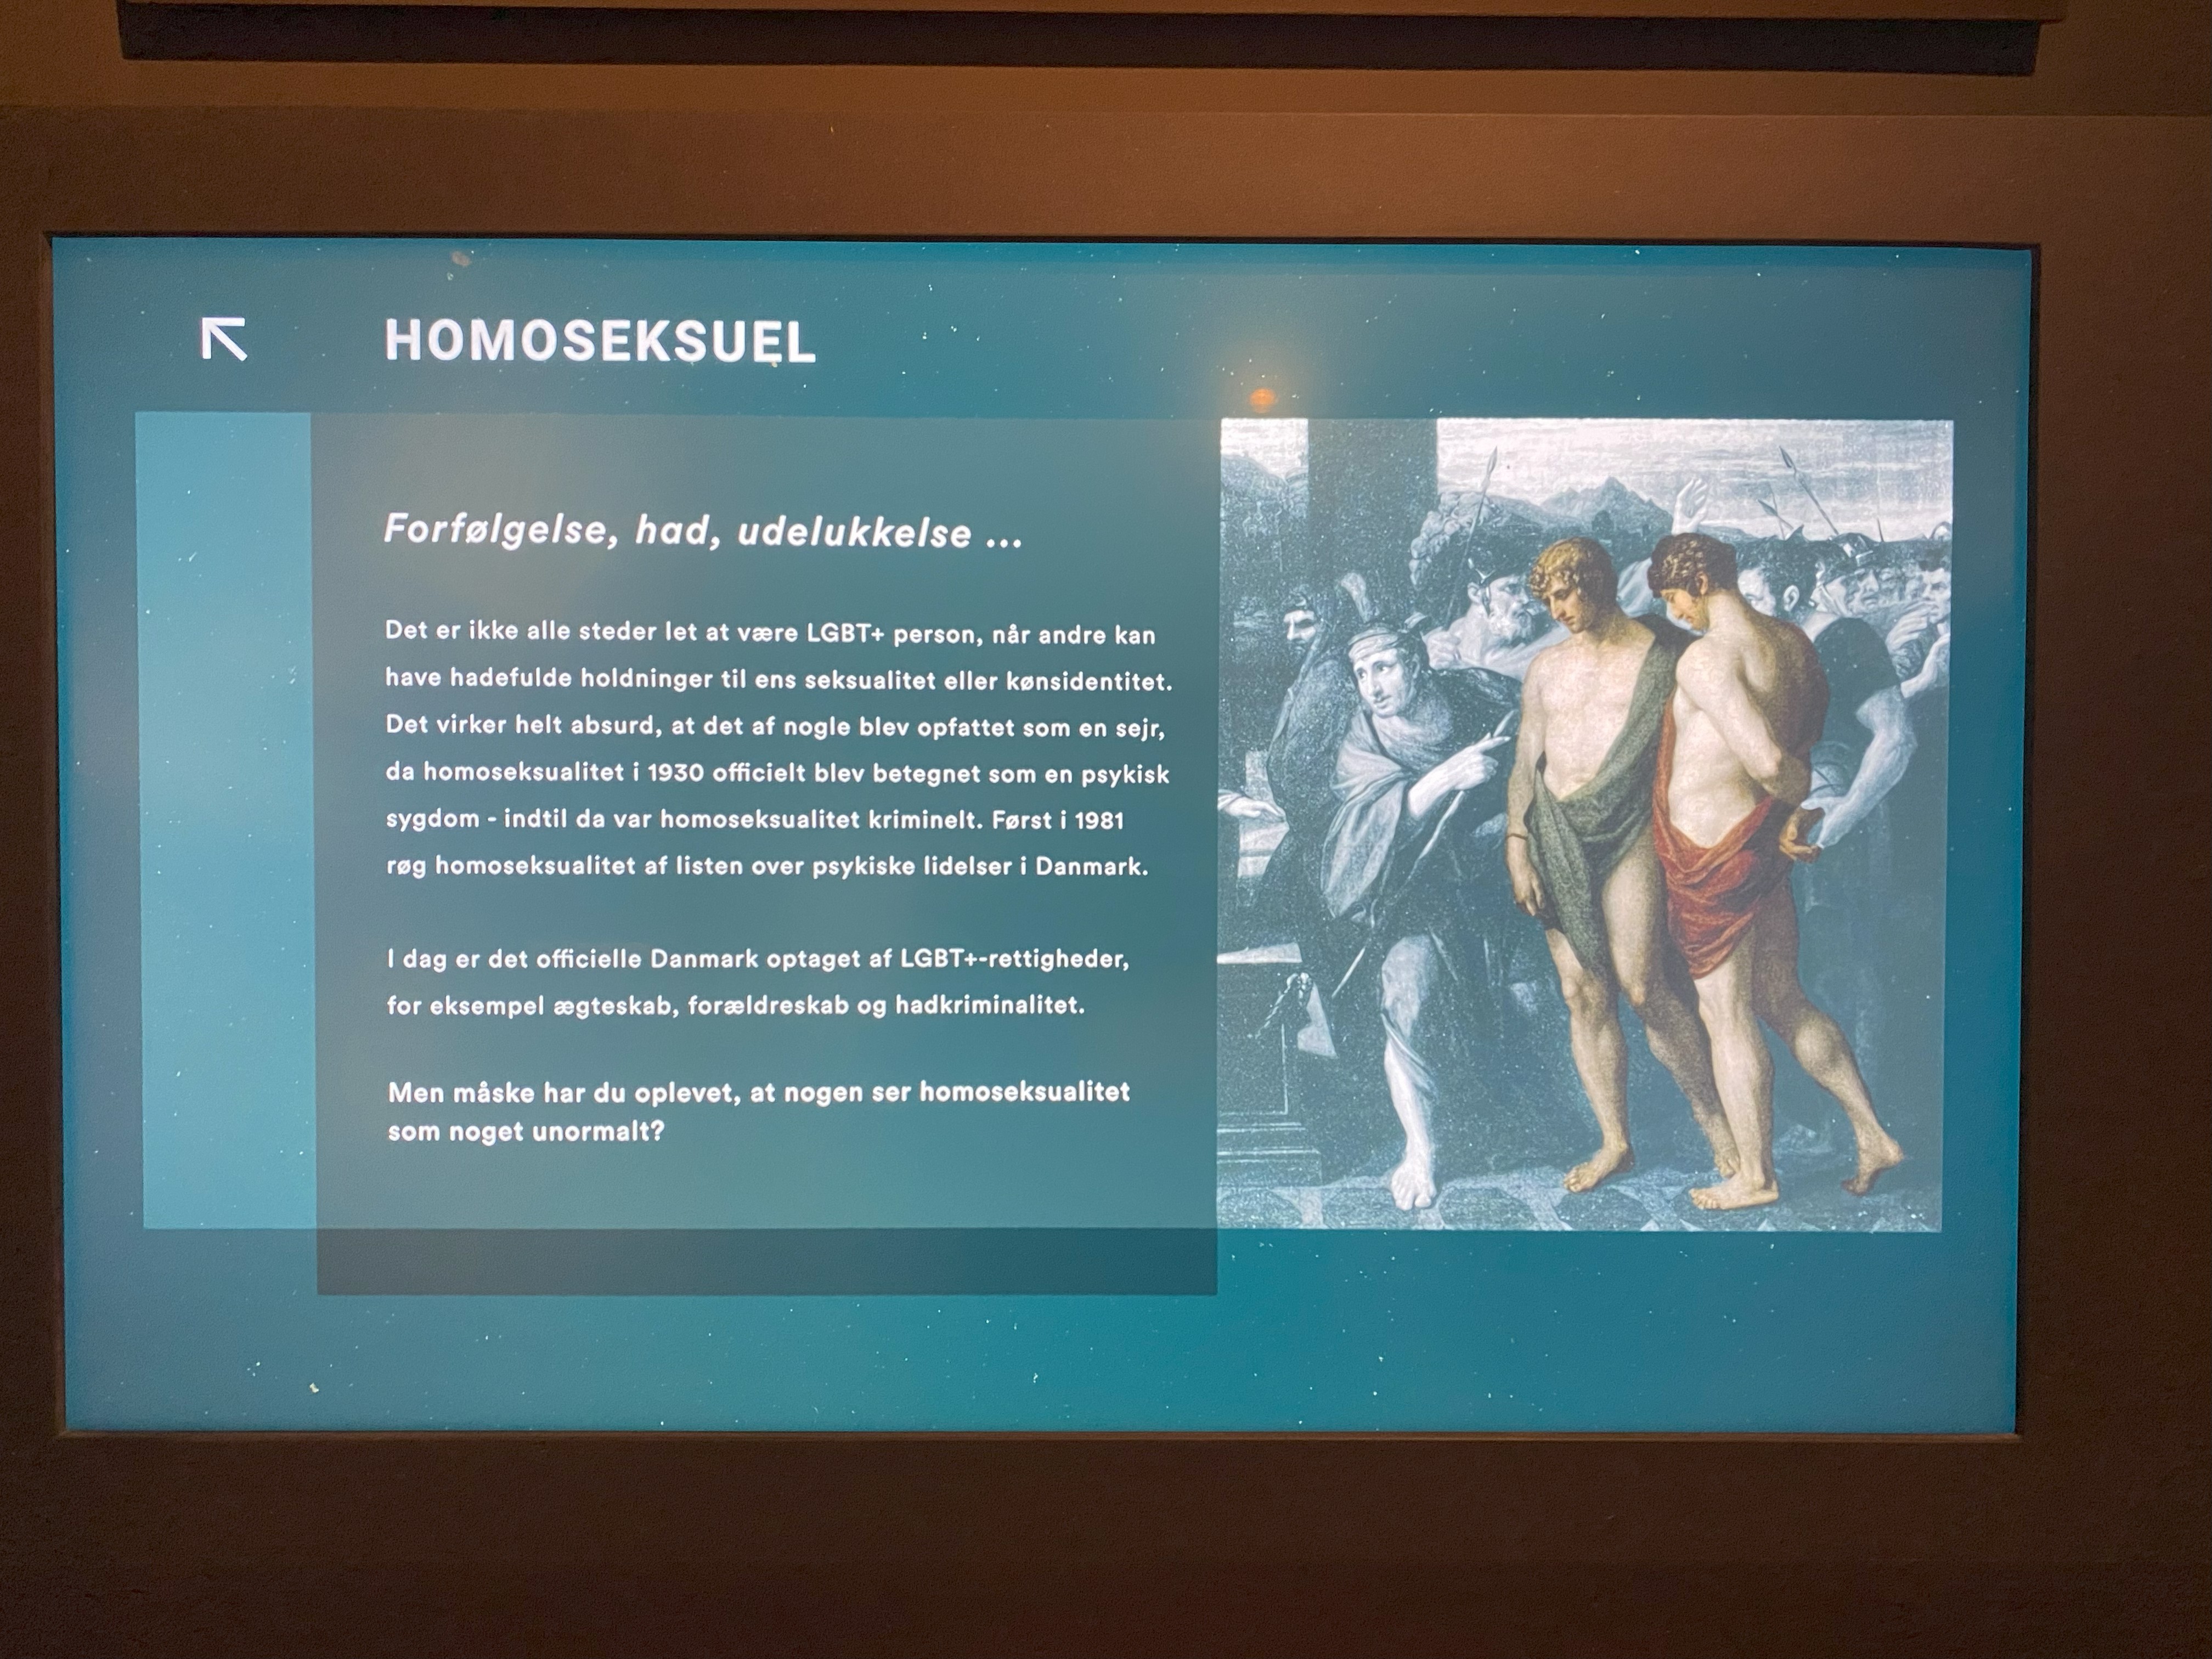 HOMOSEKSUEL
Forfølgelse, had, udelukkelse ...
Det er ikke alle steder let at være LGBT+ person, når andre kan
have hadefulde holdninger til ens seksualitet eller kønsidentitet.
Det virker helt absurd, at det af nogle blev opfattet som en sejr,
da homoseksualitet i 1930 officielt blev betegnet som en psykisk
sygdom - indtil da var homoseksualitet kriminelt. Først i 1981
røg homoseksualitet af listen over psykiske lidelser i Danmark.
I dag er det officielle Danmark optaget af LGBT+-rettigheder,
for eksempel ægteskab, forældreskab og hadkriminalitet.
Men måske har du oplevet, at nogen ser homoseksualitet
som noget unormalt?